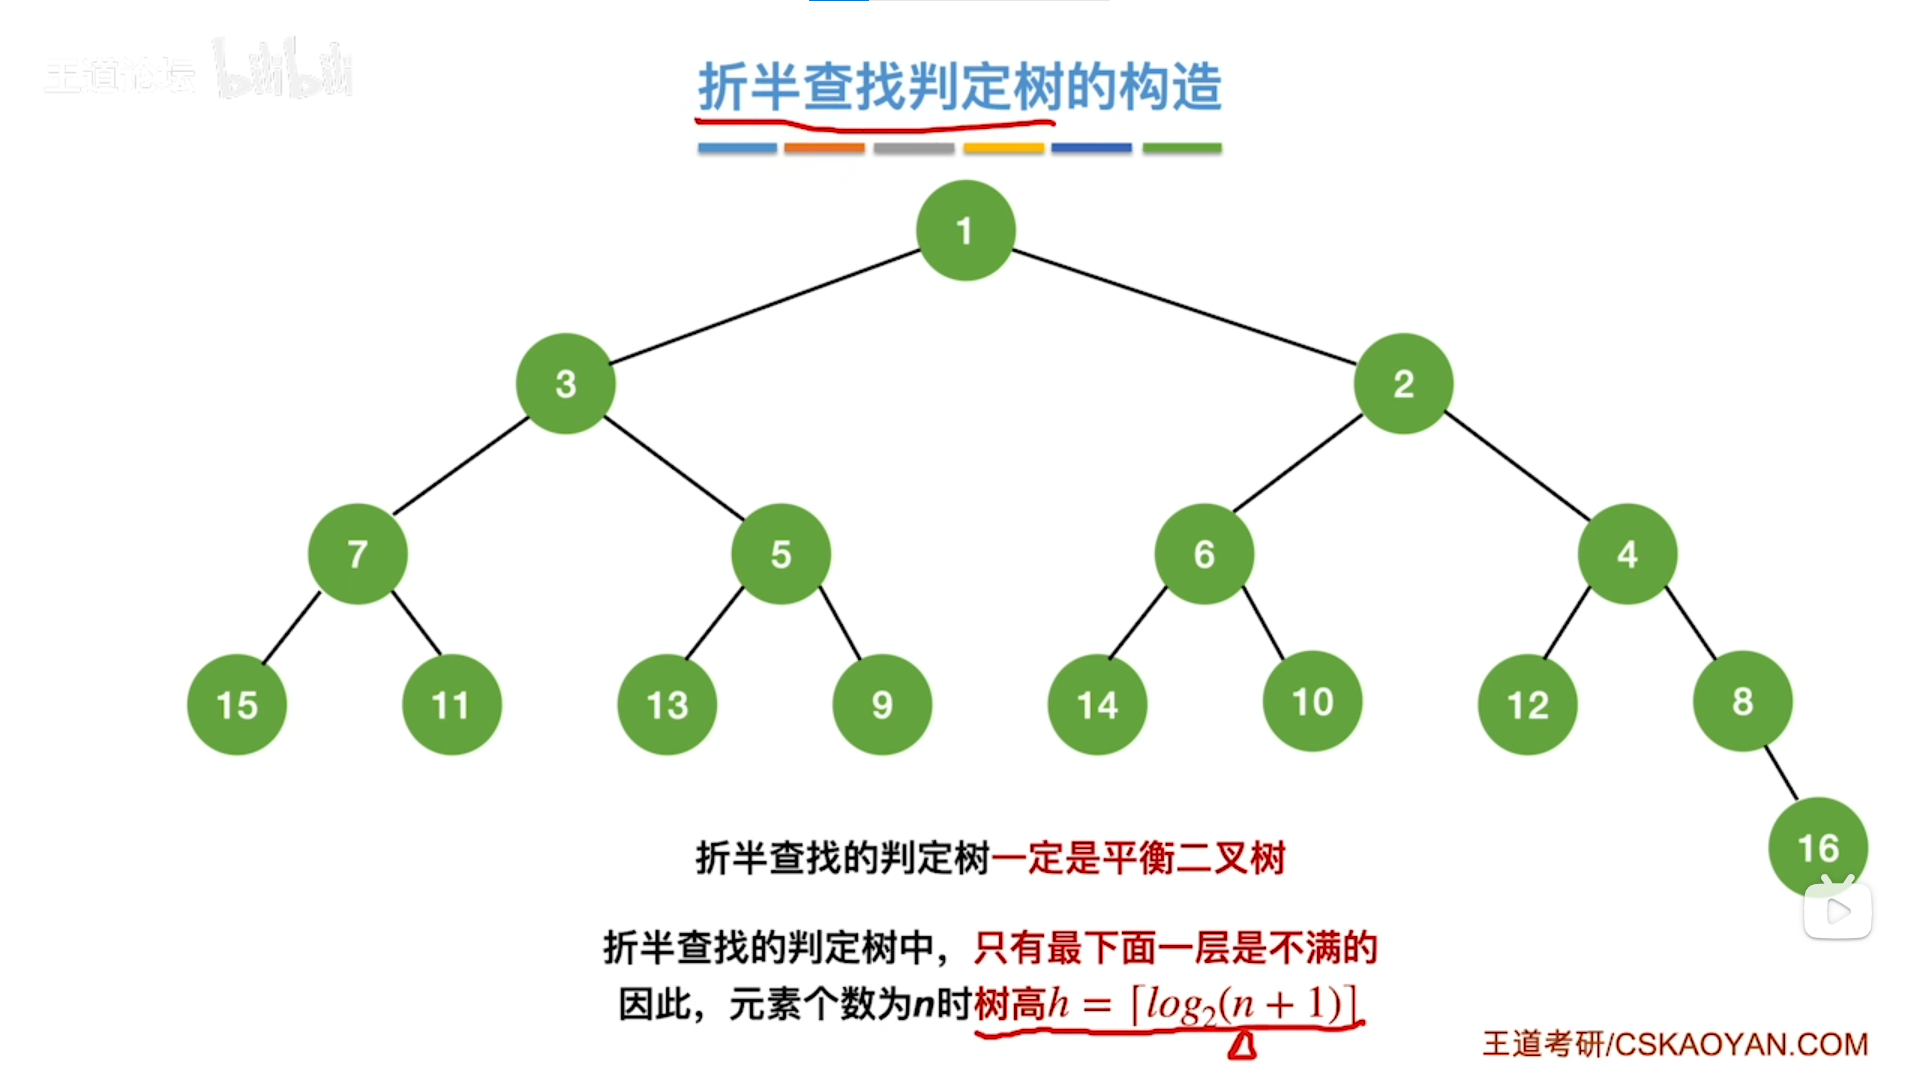 王道论坛 bilibili
折半查找判定树的构造
1
3 2
7 5 6 4
15 11 13 9 14 10 12 8
16
折半查找的判定树一定是平衡二叉树
折半查找的判定树中，只有最下面一层是不满的
因此，元素个数为n时树高h = ⌈log₂(n + 1)⌉
王道考研/CSKAOYAN.COM